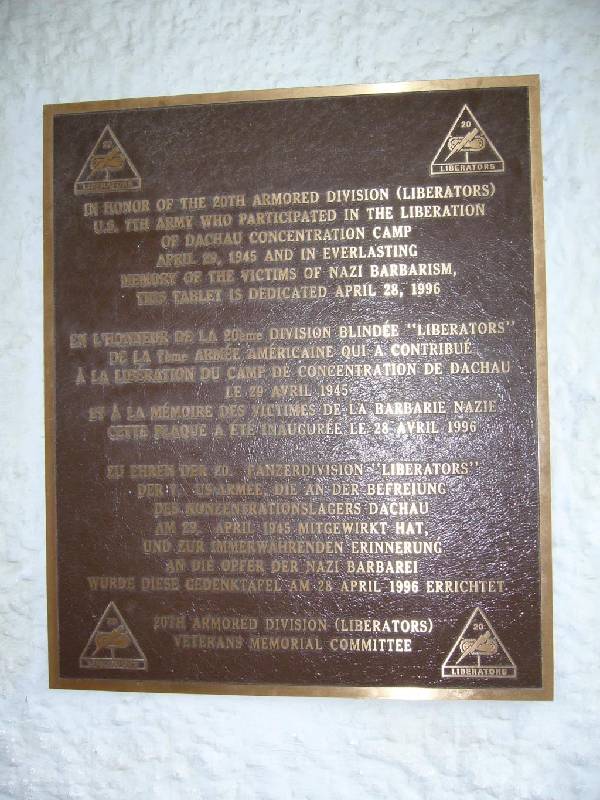 20
LIBERATORS
20
LIBERATORS
IN HONOR OF THE 20TH ARMORED DIVISION (LIBERATORS)
U.S. 7TH ARMY WHO PARTICIPATED IN THE LIBERATION
OF DACHAU CONCENTRATION CAMP
APRIL 29, 1945 AND IN EVERLASTING
MEMORY OF THE VICTIMS OF NAZI BARBARISM,
THIS TABLET IS DEDICATED APRIL 28, 1996
EN L'HONNEUR DE LA 20ème DIVISION BLINDÉE "LIBERATORS"
DE LA 7ème ARMÉE AMÉRICAINE QUI A CONTRIBUÉ
À LA LIBÉRATION DU CAMP DE CONCENTRATION DE DACHAU
LE 29 AVRIL 1945
ET À LA MÉMOIRE DES VICTIMES DE LA BARBARIE NAZIE
CETTE PLAQUE A ÉTÉ INAUGURÉE LE 28 AVRIL 1996
ZU EHREN DER 20. PANZERDIVISION "LIBERATORS"
DER 7. US ARMEE, DIE AN DER BEFREIUNG
DES KONZENTRATIONSLAGERS DACHAU
AM 29. APRIL 1945 MITGEWIRKT HAT,
UND ZUR IMMERWÄHRENDEN ERINNERUNG
AN DIE OPFER DER NAZI BARBAREI
WURDE DIESE GEDENKTAFEL AM 28 APRIL 1996 ERRICHTET
20TH ARMORED DIVISION (LIBERATORS)
VETERANS MEMORIAL COMMITTEE
20
LIBERATORS
20
LIBERATORS